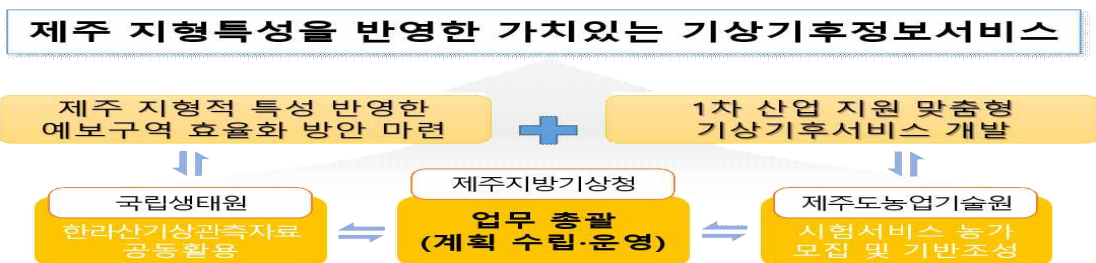 제주 지형특성을 반영한 가치있는 기상기후정보서비스
제주 지형적 특성 반영한
예보구역 효율화 방안 마련
1차 산업 지원 맞춤형
기상기후서비스 개발
국립생태원
한라산기상관측자료
공동활용
제주지방기상청
업무 총괄
(계획 수립·운영)
제주도농업기술원
시험서비스 농가
모집 및 기반조성